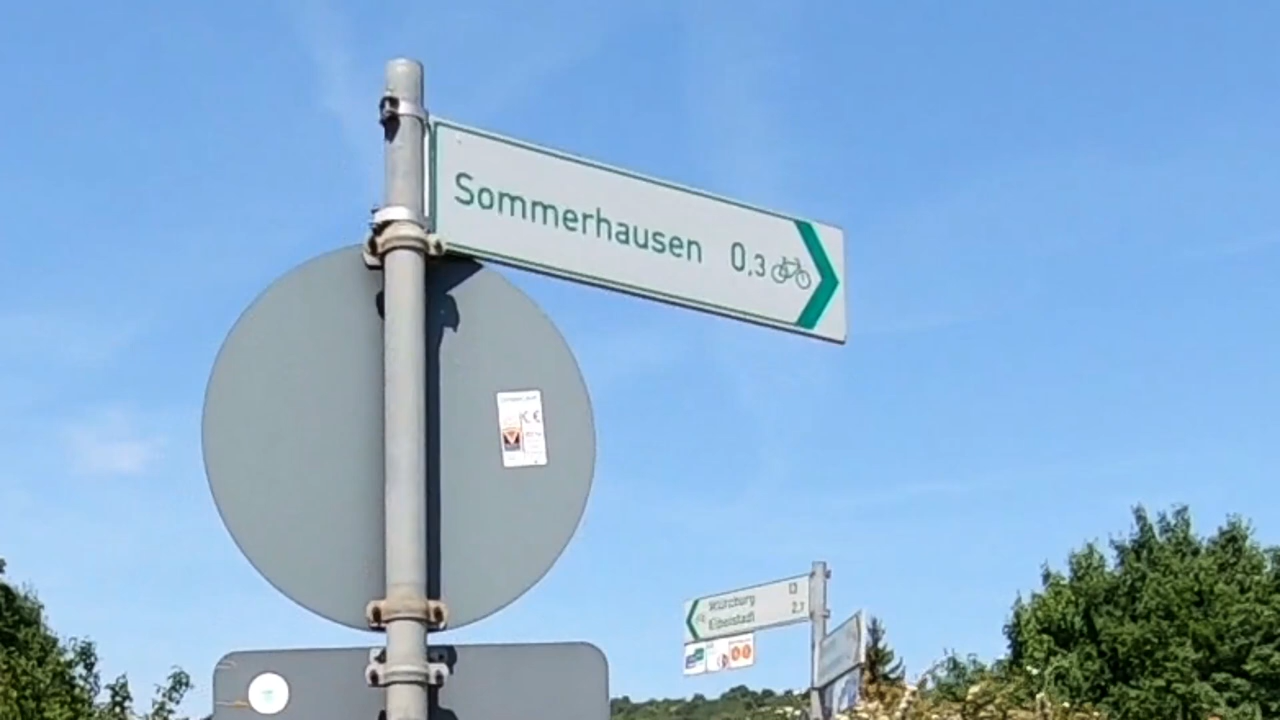 Sommerhausen 0,3
K. €
Würzburg 13
Eibelstadt 2,7